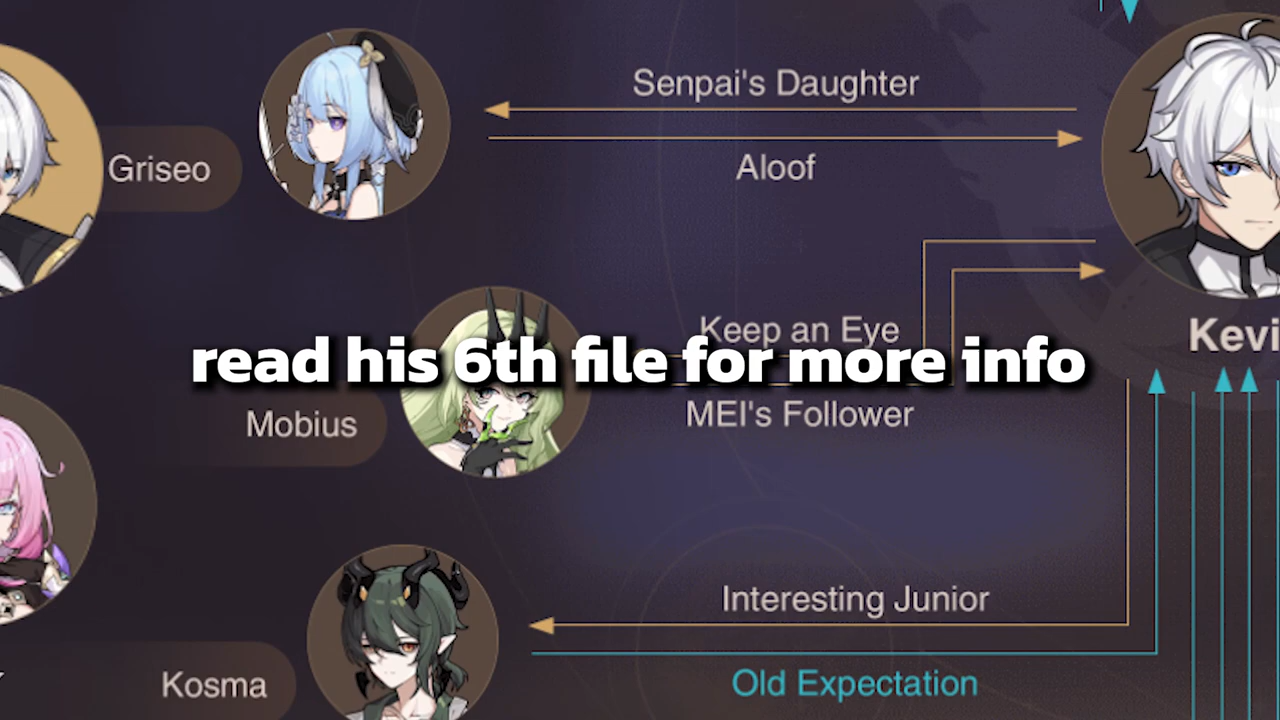 Senpai's Daughter
Griseo
Aloof
Keep an Eye
Kevi
read his 6th file for more info
Mobius
MEI's Follower
Interesting Junior
Kosma
Old Expectation